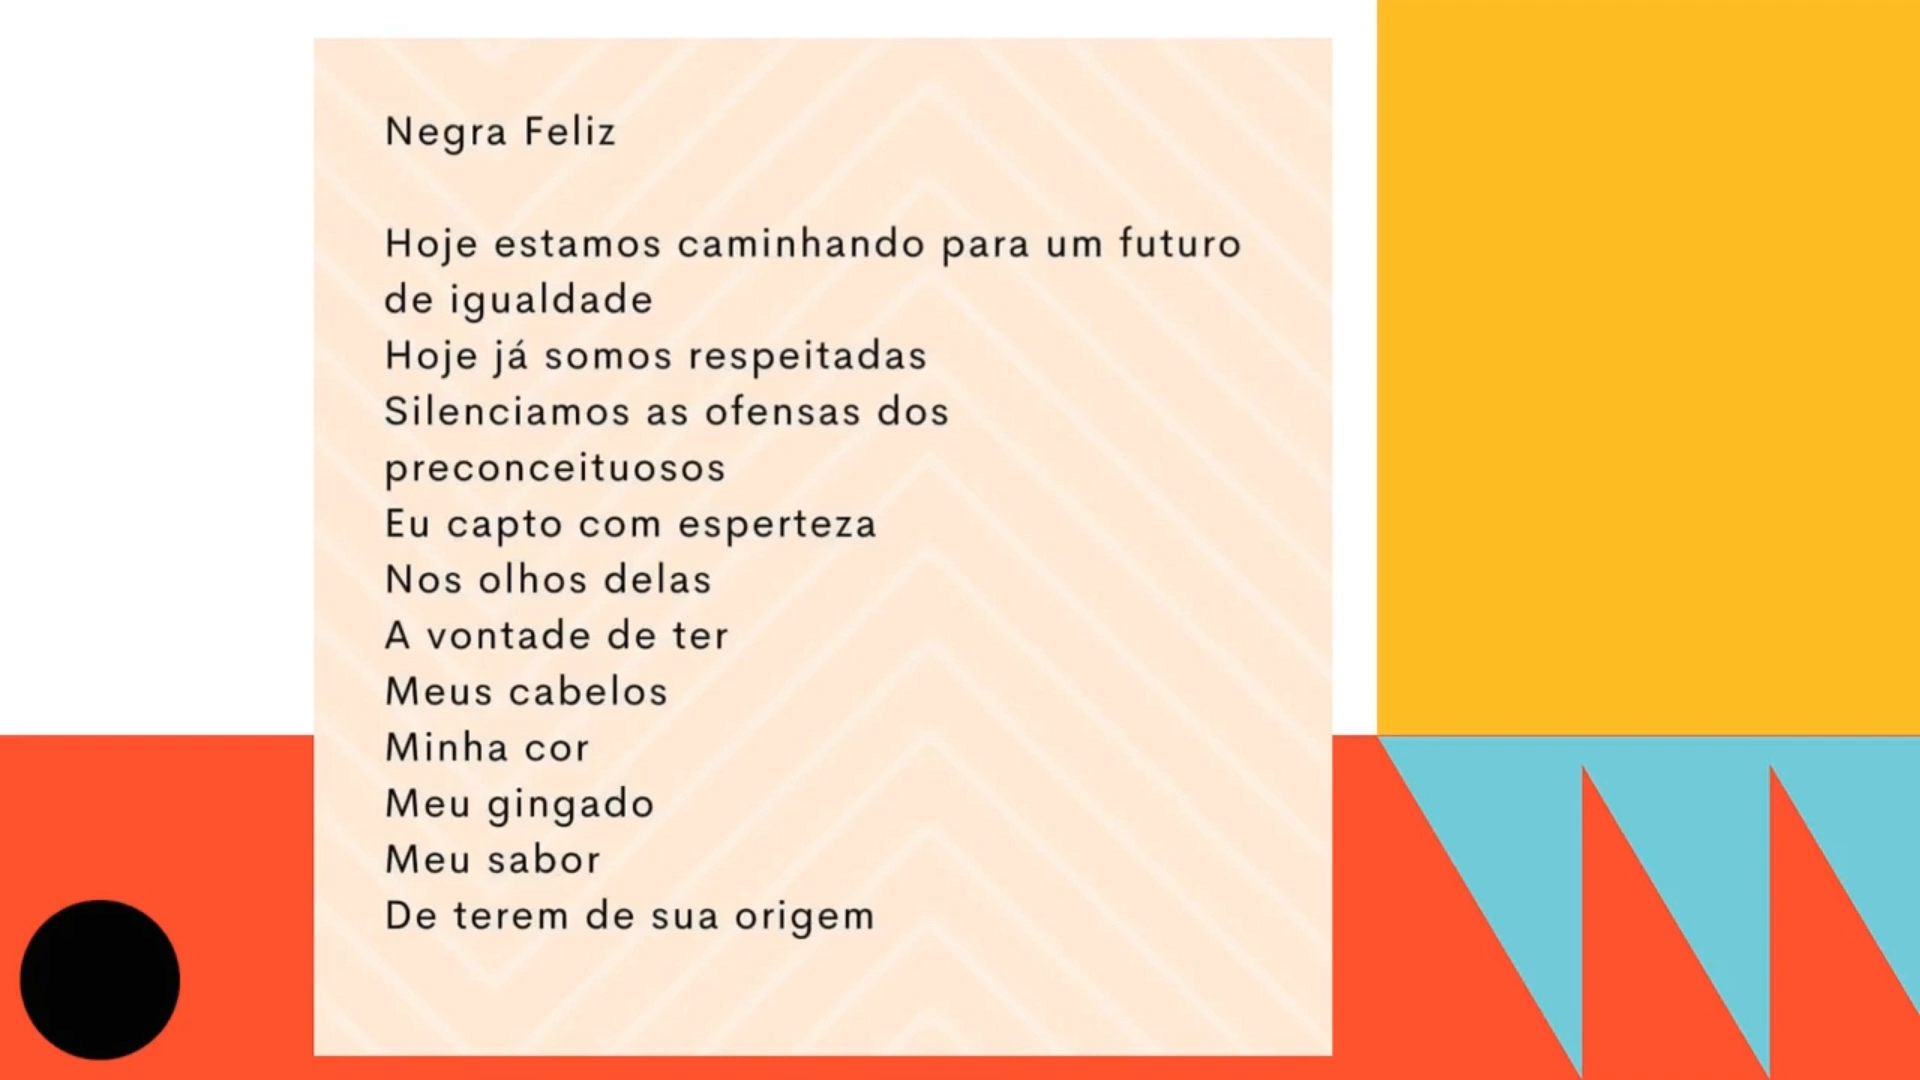 Negra Feliz
Hoje estamos caminhando para um futuro
de igualdade
Hoje já somos respeitadas
Silenciamos as ofensas dos
preconceituosos
Eu capto com esperteza
Nos olhos delas
A vontade de ter
Meus cabelos
Minha cor
Meu gingado
Meu sabor
De terem de sua origem